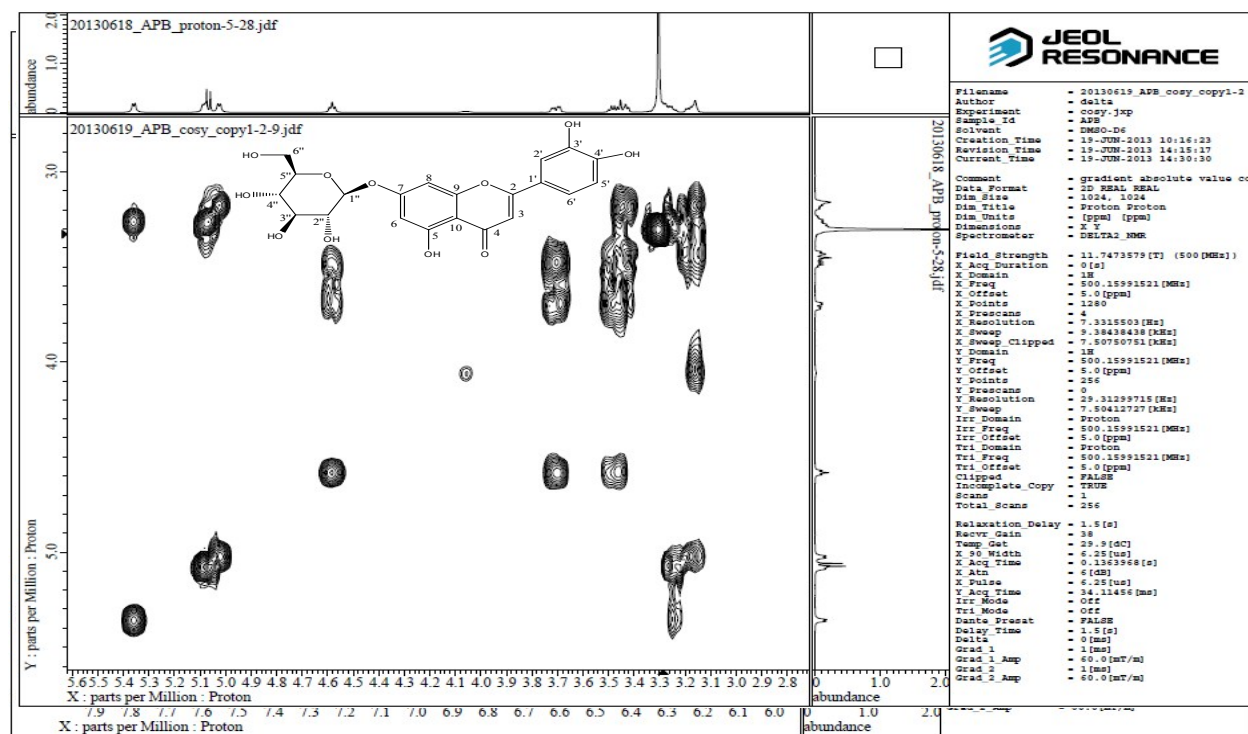 20130618_APB_proton-5-28.jdf
2.0
1.0
0
abundance
20130619_APB_cosy_copy1-2-9.jdf
20130618_APB_proton-5-28.jdf
3.0
4.0
5.0
Y : parts per Million : Proton
HO
6''
5''
HO
4''
HO
3''
2''
OH
1''
O
O
7
8
9
O
2
3
4
10
5
6
OH
O
1'
2'
3'
4'
5'
6'
OH
OH
5.6 5.5 5.4 5.3 5.2 5.1 5.0 4.9 4.8 4.7 4.6 4.5 4.4 4.3 4.2 4.1 4.0 3.9 3.8 3.7 3.6 3.5 3.4 3.3 3.2 3.1 3.0 2.9 2.8
X : parts per Million : Proton
0 1.0 2.0
abundance
7.9 7.8 7.7 7.6 7.5 7.4 7.3 7.2 7.1 7.0 6.9 6.8 6.7 6.6 6.5 6.4 6.3 6.2 6.1 6.0
X : parts per Million : Proton
0 1.0 2.0
abundance
JEOL
RESONANCE
Filename = 20130619_APB_cosy_copy1-2
Author = delta
Experiment = cosy.jxp
Sample_Id = APB
Solvent = DMSO-D6
Creation_Time = 19-JUN-2013 10:16:23
Revision_Time = 19-JUN-2013 14:15:17
Current_Time = 19-JUN-2013 14:30:30
Comment = gradient absolute value co
Data_Format = 2D REAL REAL
Dim_Size = 1024, 1024
Dim_Title = Proton Proton
Dim_Units = [ppm] [ppm]
Dimensions = X Y
Spectrometer = DELTA2_NMR
Field_Strength = 11.7473579[T] (500[MHz])
X_Acq_Duration = 0[s]
X_Domain = 1H
X_Freq = 500.15991521[MHz]
X_Offset = 5.0[ppm]
X_Points = 1280
X_Prescans = 4
X_Resolution = 7.3315503[Hz]
X_Sweep = 9.38438438[kHz]
X_Sweep_Clipped = 7.50750751[kHz]
Y_Domain = 1H
Y_Freq = 500.15991521[MHz]
Y_Offset = 5.0[ppm]
Y_Points = 256
Y_Prescans = 0
Y_Resolution = 29.31299715[Hz]
Y_Sweep = 7.50412727[kHz]
Irr_Domain = Proton
Irr_Freq = 500.15991521[MHz]
Irr_Offset = 5.0[ppm]
Tri_Domain = Proton
Tri_Freq = 500.15991521[MHz]
Tri_Offset = 5.0[ppm]
Clipped = FALSE
Incomplete_Copy = TRUE
Scans = 1
Total_Scans = 256
Relaxation_Delay = 1.5[s]
Recvr_Gain = 38
Temp_Get = 29.9[dC]
X_90_Width = 6.25[us]
X_Acq_Time = 0.1363968[s]
X_Atn = 6[dB]
X_Pulse = 6.25[us]
Y_Acq_Time = 34.11456[ms]
Irr_Mode = Off
Tri_Mode = Off
Dante_Presat = FALSE
Delay_Time = 1.5[s]
Delta = 0[ms]
Grad_1 = 1[ms]
Grad_1_Amp = 60.0[mT/m]
Grad_2 = 1[ms]
Grad_2_Amp = 60.0[mT/m]